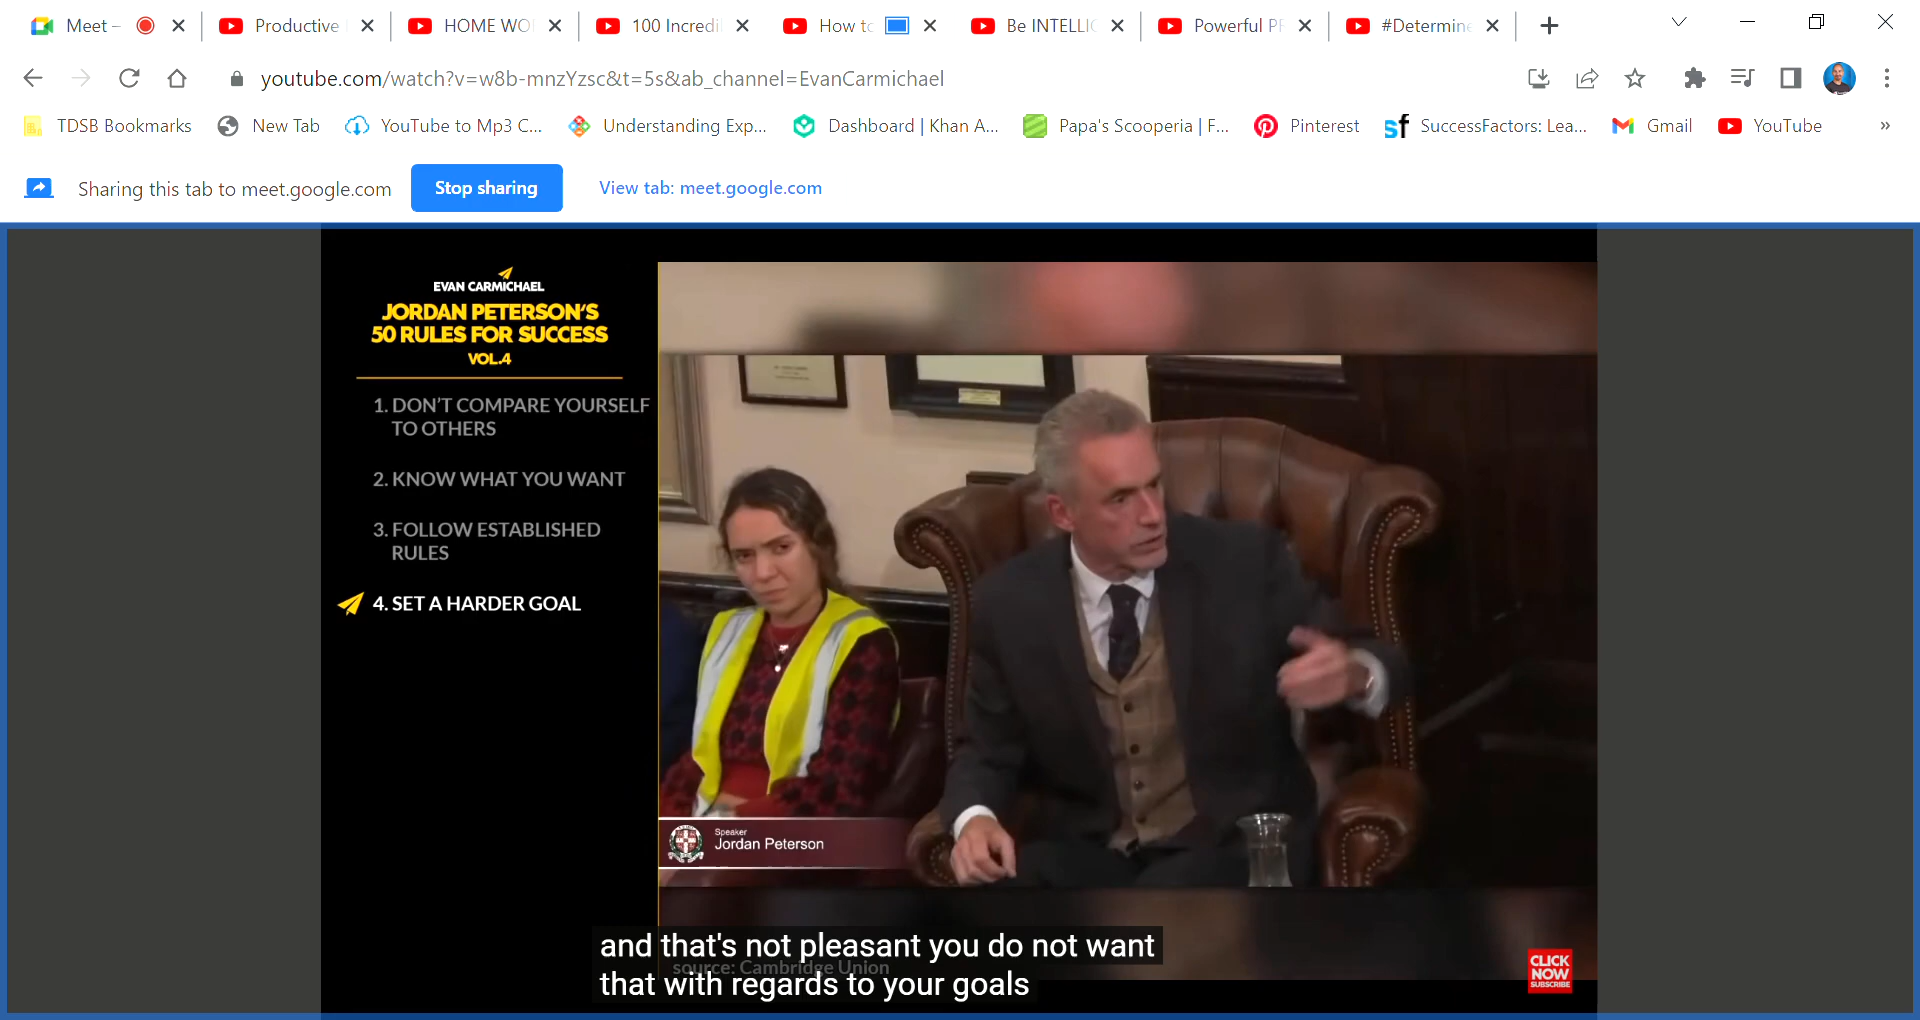 Meet –
Productive
HOME WO
100 Incredi
How to
Be INTELLIG
Powerful PR
#Determine
youtube.com/watch?v=w8b-mnzYzsc&t=5s&ab_channel=EvanCarmichael
TDSB Bookmarks
New Tab
YouTube to Mp3 C...
Understanding Exp...
Dashboard | Khan A...
Papa's Scooperia | F...
Pinterest
SuccessFactors: Lea...
Gmail
YouTube
»
Sharing this tab to meet.google.com
Stop sharing
View tab: meet.google.com
EVAN CARMICHAEL
JORDAN PETERSON'S
50 RULES FOR SUCCESS
VOL.4
1. DON'T COMPARE YOURSELF
TO OTHERS
2. KNOW WHAT YOU WANT
3. FOLLOW ESTABLISHED
RULES
4. SET A HARDER GOAL
Speaker
Jordan Peterson
and that's not pleasant you do not want
source: Cambridge Union
that with regards to your goals
CLICK
NOW
SUBSCRIBE